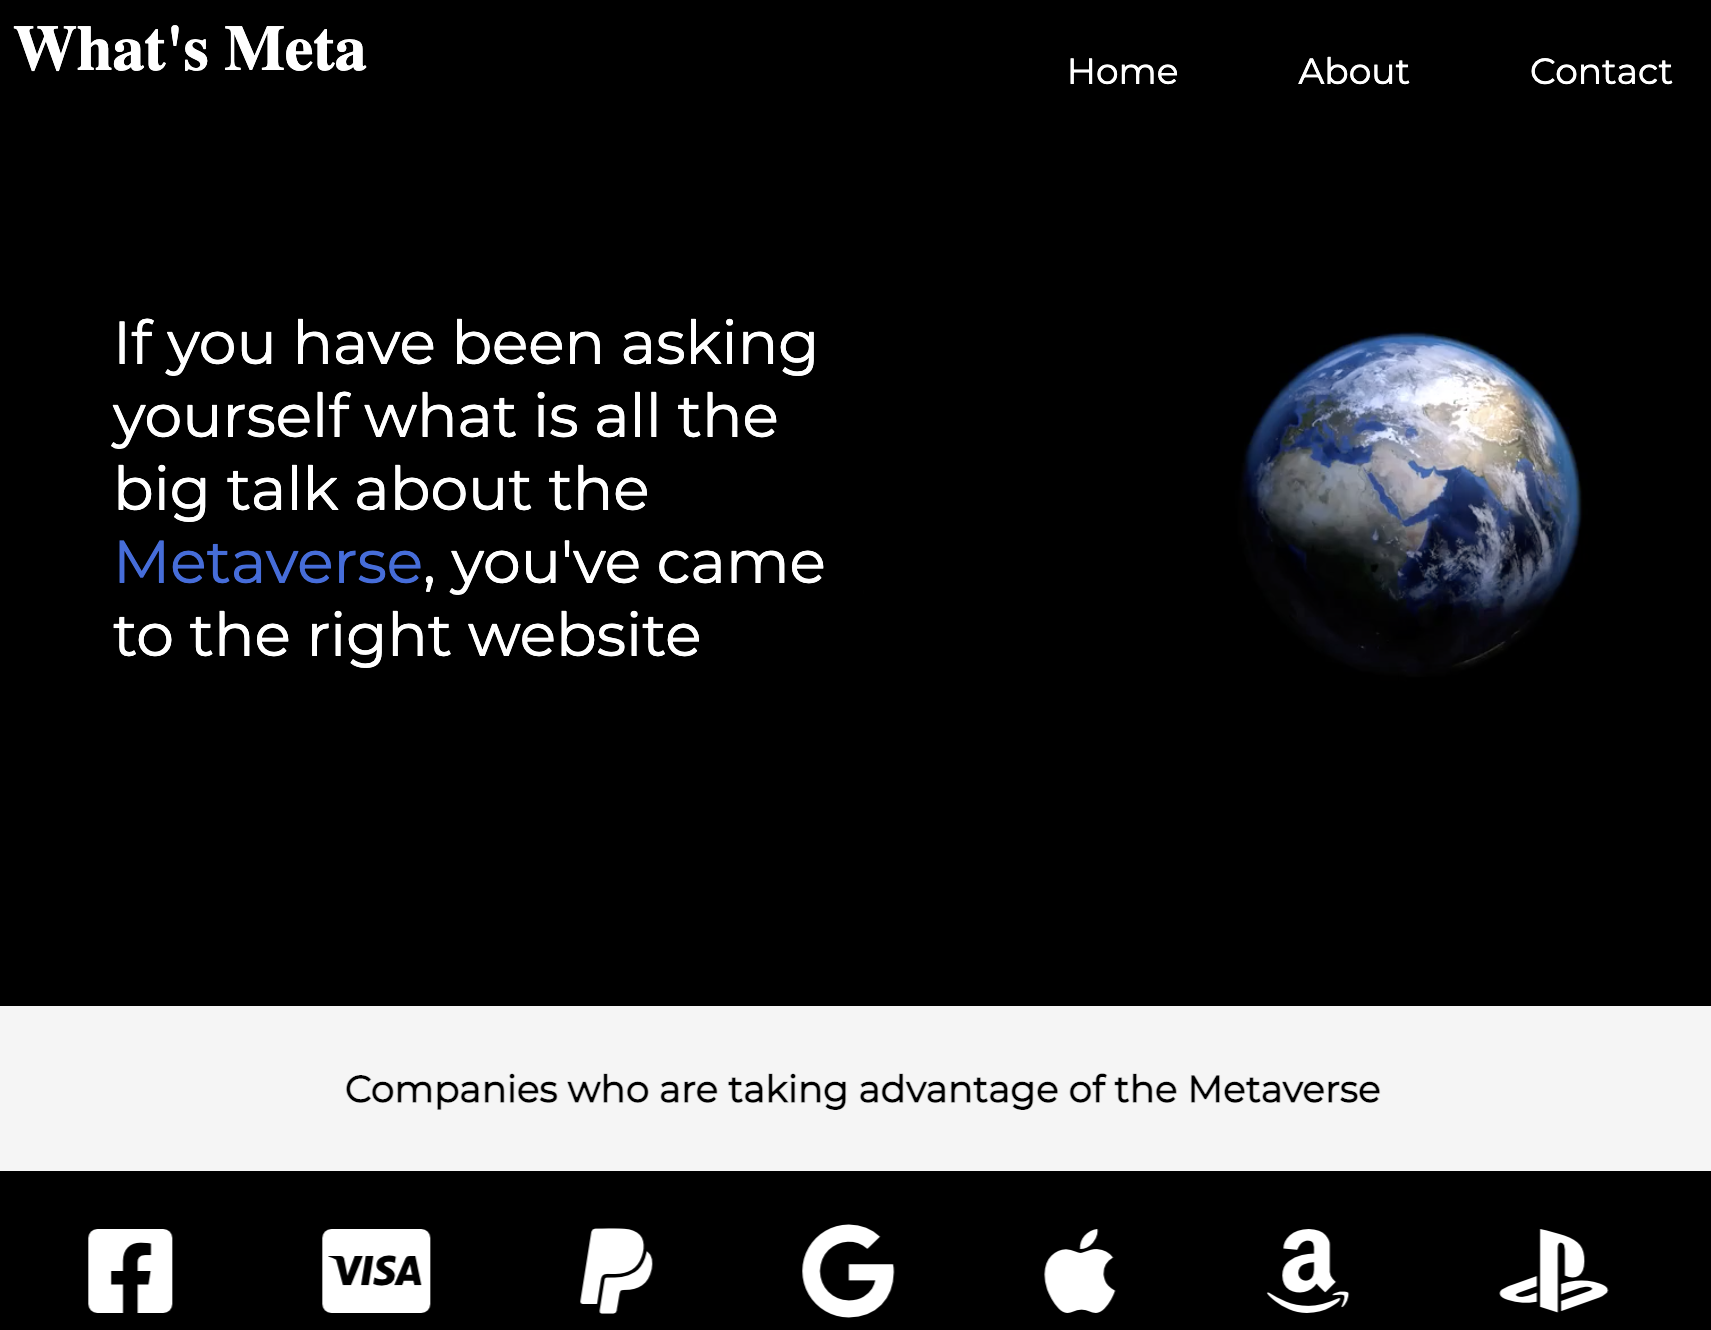 What's Meta
Home About Contact
If you have been asking
yourself what is all the
big talk about the
Metaverse, you've came
to the right website
Companies who are taking advantage of the Metaverse
VISA